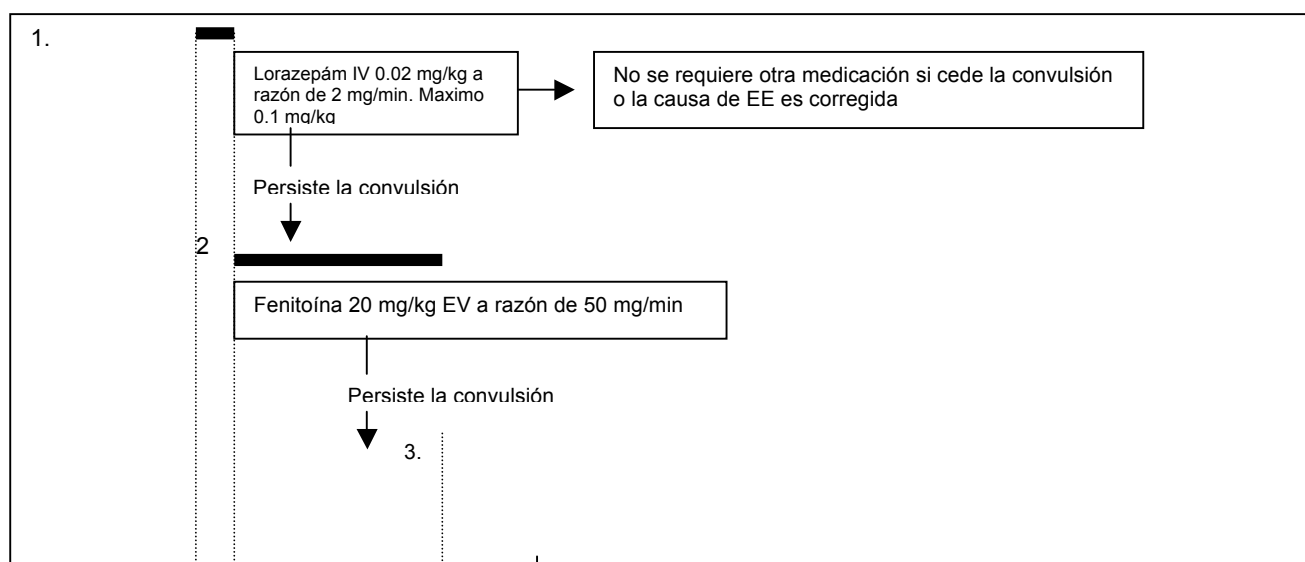 1.
Lorazepám IV 0.02 mg/kg a
razón de 2 mg/min. Maximo
0.1 mg/kg
No se requiere otra medicación si cede la convulsión
o la causa de EE es corregida
Persiste la convulsión
2
Fenitoína 20 mg/kg EV a razón de 50 mg/min
Persiste la convulsión
3.